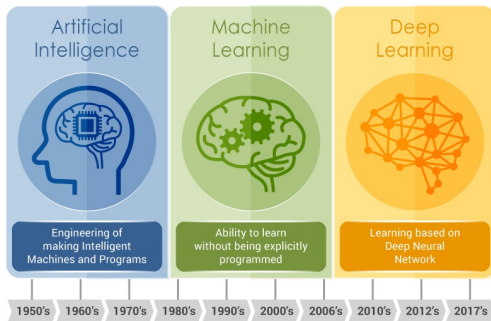 Artificial
Intelligence
Machine
Learning
Deep
Learning
Engineering of
making Intelligent
Machines and Programs
Ability to learn
without being explicitly
programmed
Learning based on
Deep Neural
Network
1950's 1960's 1970's 1980's 1990's 2000's 2006's 2010's 2012's 2017's